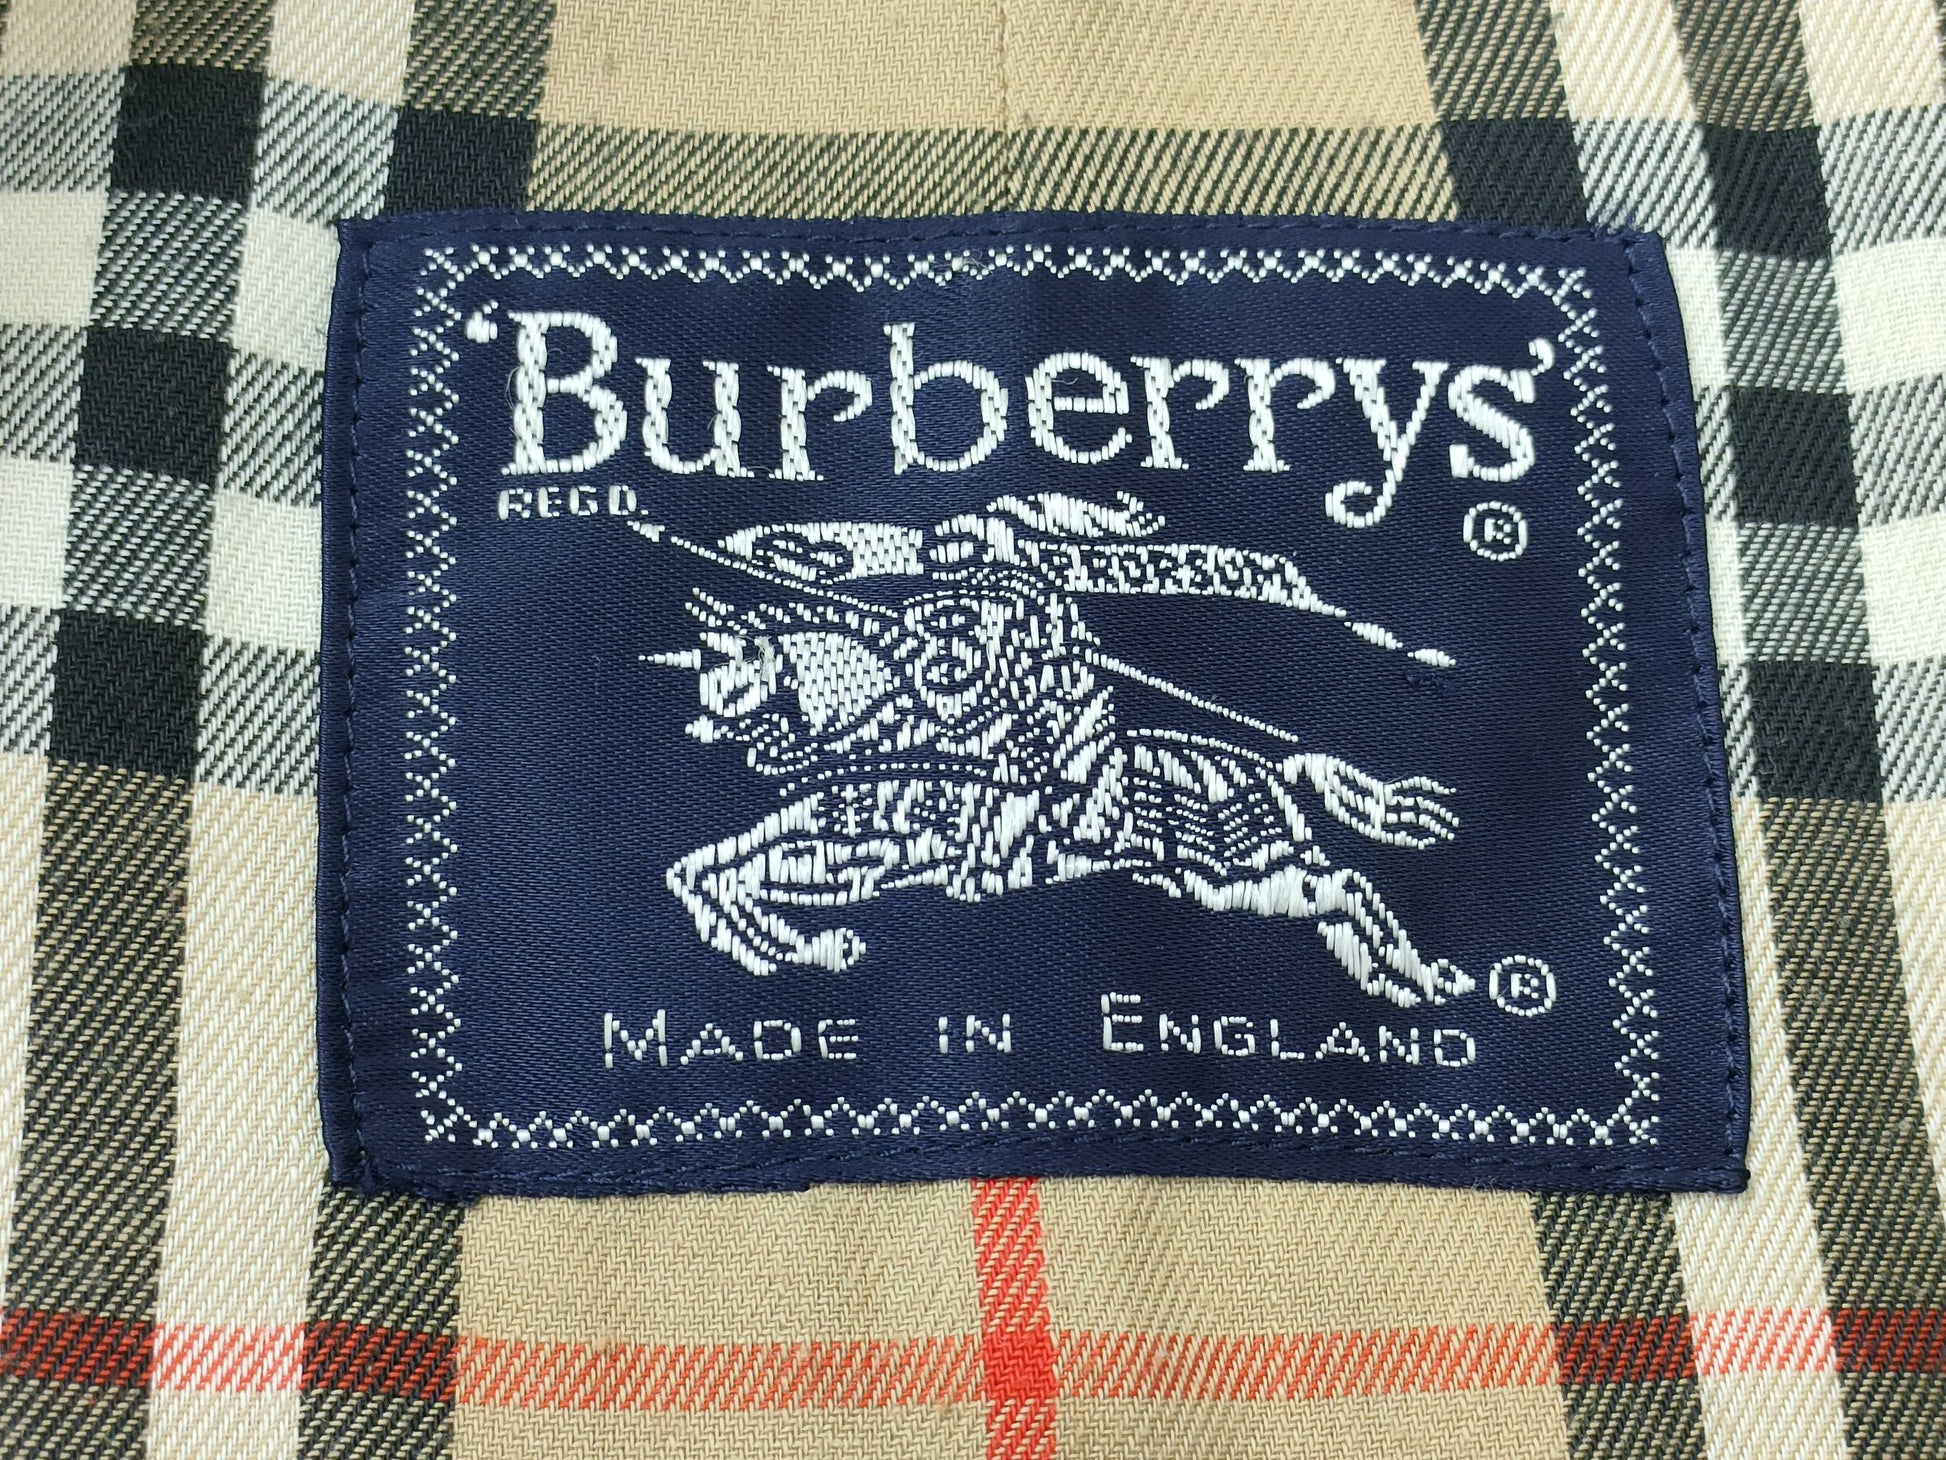 'Burberrys'
REGD. ®
®
MADE IN ENGLAND